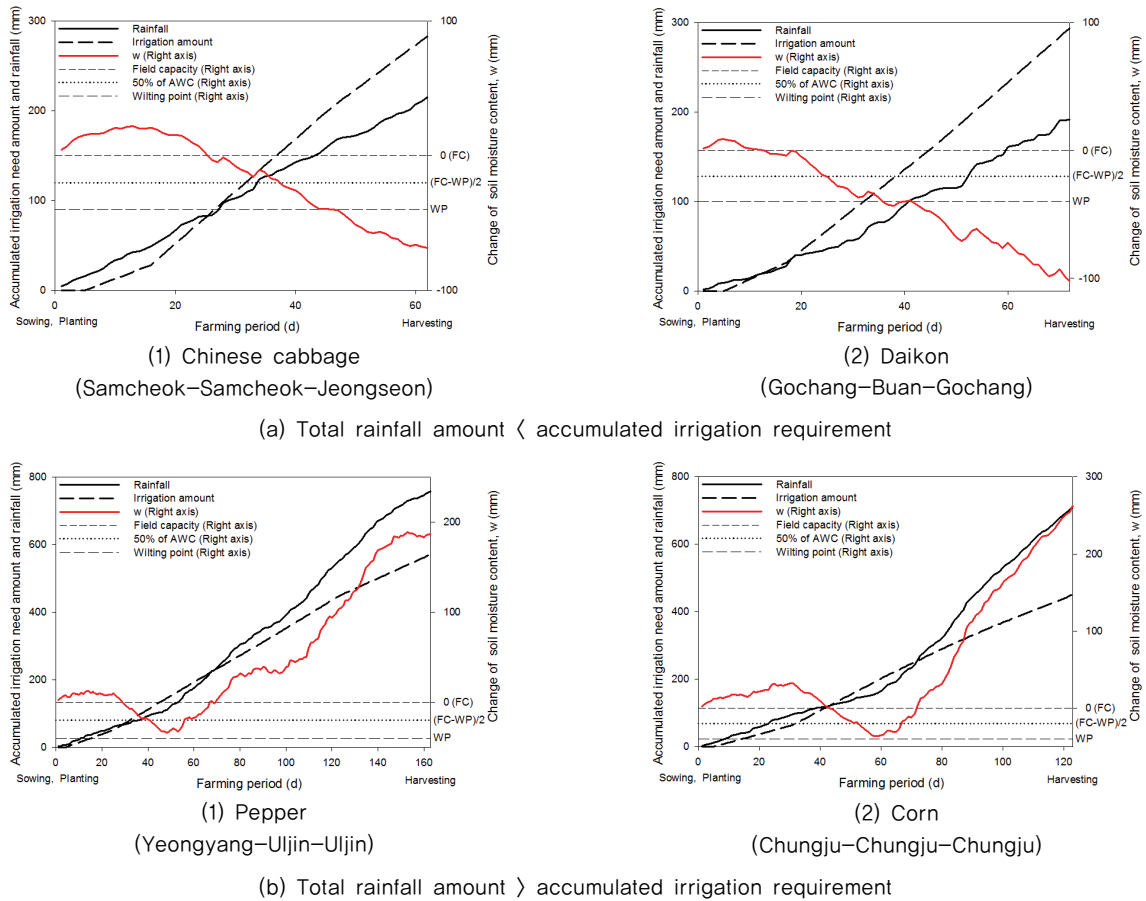 Accumulated irrigation need amount and rainfall (mm)
300
200
100
0
Rainfall
Irrigation amount
w (Right axis)
Field capacity (Right axis)
50% of AWC (Right axis)
Wilting point (Right axis)
100
0 (FC)
(FC-WP)/2
WP
-100
Change of soil moisture content, w (mm)
0 20 40 60
Sowing, Planting Farming period (d) Harvesting
(1) Chinese cabbage
(Samcheok-Samcheok-Jeongseon)
Accumulated irrigation need amount and rainfall (mm)
300
200
100
0
Rainfall
Irrigation amount
w (Right axis)
Field capacity (Right axis)
50% of AWC (Right axis)
Wilting point (Right axis)
100
0 (FC)
(FC-WP)/2
WP
-100
Change of soil moisture content, w (mm)
0 20 40 60
Sowing, Planting Farming period (d) Harvesting
(2) Daikon
(Gochang-Buan-Gochang)
(a) Total rainfall amount 〈 accumulated irrigation requirement
Accumulated irrigation need amount and rainfall (mm)
800
600
400
200
0
Rainfall
Irrigation amount
w (Right axis)
Field capacity (Right axis)
50% of AWC (Right axis)
Wilting point (Right axis)
200
100
0 (FC)
(FC-WP)/2
WP
Change of soil moisture content, w (mm)
0 20 40 60 80 100 120 140 160
Sowing, Planting Farming period (d) Harvesting
(1) Pepper
(Yeongyang-Uljin-Uljin)
Accumulated irrigation need amount and rainfall (mm)
800
600
400
200
0
Rainfall
Irrigation amount
w (Right axis)
Field capacity (Right axis)
50% of AWC (Right axis)
Wilting point (Right axis)
300
200
100
0 (FC)
(FC-WP)/2
WP
Change of soil moisture content, w (mm)
0 20 40 60 80 100 120
Sowing, Planting Farming period (d) Harvesting
(2) Corn
(Chungju-Chungju-Chungju)
(b) Total rainfall amount 〉 accumulated irrigation requirement